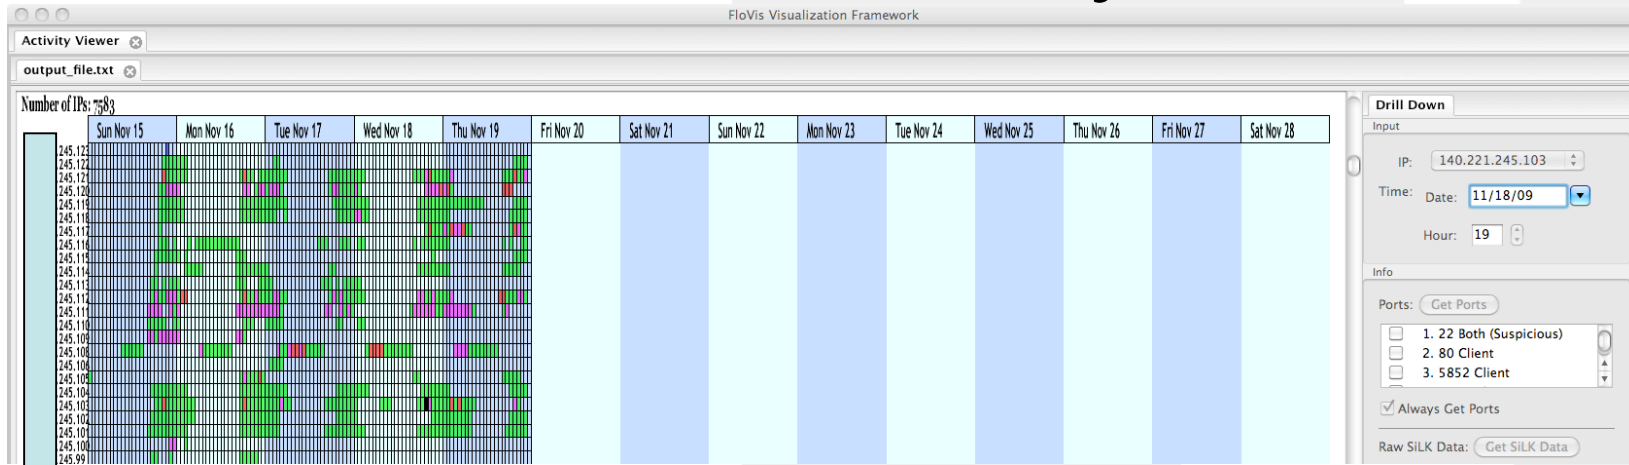 FloVis Visualization Framework
Activity Viewer
output_file.txt
Number of IPs: 7583
Sun Nov 15 Mon Nov 16 Tue Nov 17 Wed Nov 18 Thu Nov 19 Fri Nov 20 Sat Nov 21 Sun Nov 22 Mon Nov 23 Tue Nov 24 Wed Nov 25 Thu Nov 26 Fri Nov 27 Sat Nov 28
245.123
245.122
245.121
245.120
245.119
245.118
245.117
245.116
245.115
245.114
245.113
245.112
245.111
245.110
245.109
245.108
245.106
245.105
245.104
245.103
245.102
245.101
245.100
245.99
Drill Down
Input
IP: 140.221.245.103
Time: Date: 11/18/09
Hour: 19
Info
Ports: Get Ports
1. 22 Both (Suspicious)
2. 80 Client
3. 5852 Client
Always Get Ports
Raw SiLK Data: Get SiLK Data